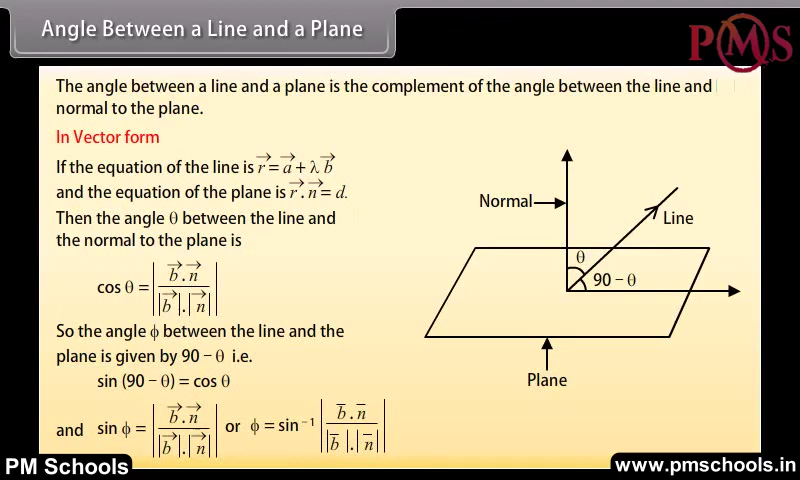 Angle Between a Line and a Plane
PMS
The angle between a line and a plane is the complement of the angle between the line and
normal to the plane.
In Vector form
If the equation of the line is r⃗ = a⃗ + λ b⃗
and the equation of the plane is r⃗ . n⃗ = d.
Then the angle θ between the line and
the normal to the plane is
cos θ = | b⃗ . n⃗ / |b⃗| . |n⃗| |
So the angle ϕ between the line and the
plane is given by 90 – θ i.e.
sin (90 – θ) = cos θ
and sin ϕ = | b⃗ . n⃗ / |b⃗| . |n⃗| | or ϕ = sin⁻¹ | b̅ . n̅ / |b̅| . |n̅| |
Normal
Line
θ
90 – θ
Plane
PM Schools
www.pmschools.in